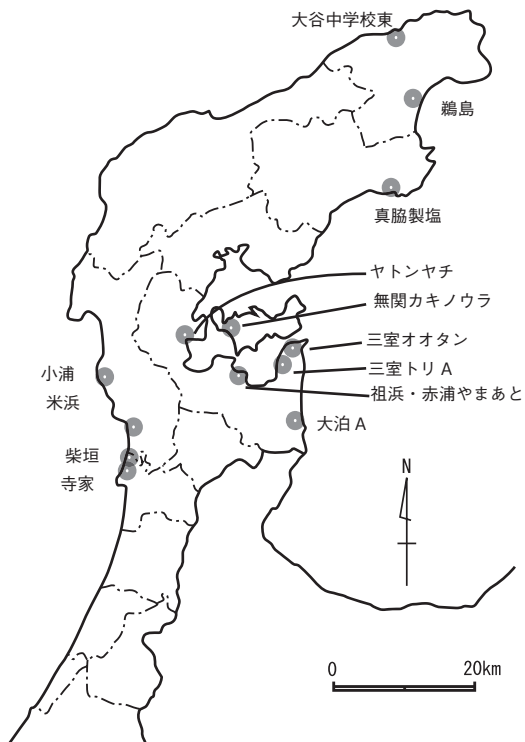 大谷中学校東
鵜島
真脇製塩
ヤトンヤチ
無関カキノウラ
三室オオタン
三室トリA
祖浜・赤浦やまあと
大泊A
小浦
米浜
柴垣
寺家
N
0
20km